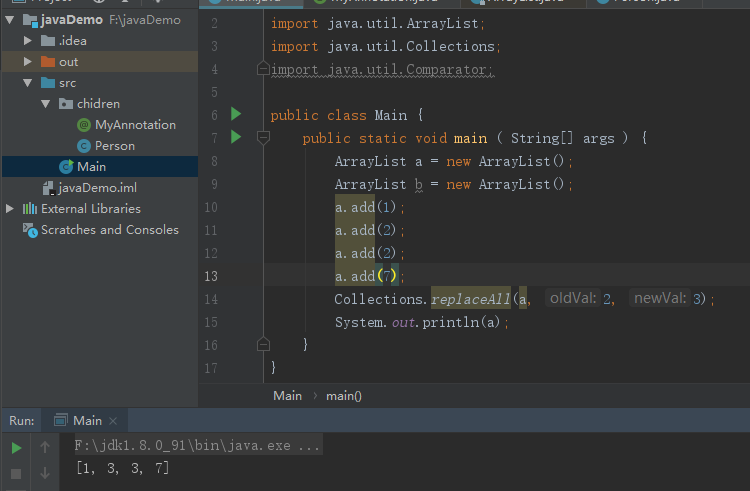 javaDemo F:\javaDemo
.idea
out
src
chidren
MyAnnotation
Person
Main
javaDemo.iml
External Libraries
Scratches and Consoles
2 import java.util.ArrayList;
3 import java.util.Collections;
4 import java.util.Comparator;
5
6 public class Main {
7 public static void main ( String[] args ) {
8 ArrayList a = new ArrayList();
9 ArrayList b = new ArrayList();
10 a.add(1);
11 a.add(2);
12 a.add(2);
13 a.add(7);
14 Collections.replaceAll(a, oldVal: 2, newVal: 3);
15 System.out.println(a);
16 }
17 }
Main › main()
Run: Main ×
F:\jdk1.8.0_91\bin\java.exe ...
[1, 3, 3, 7]